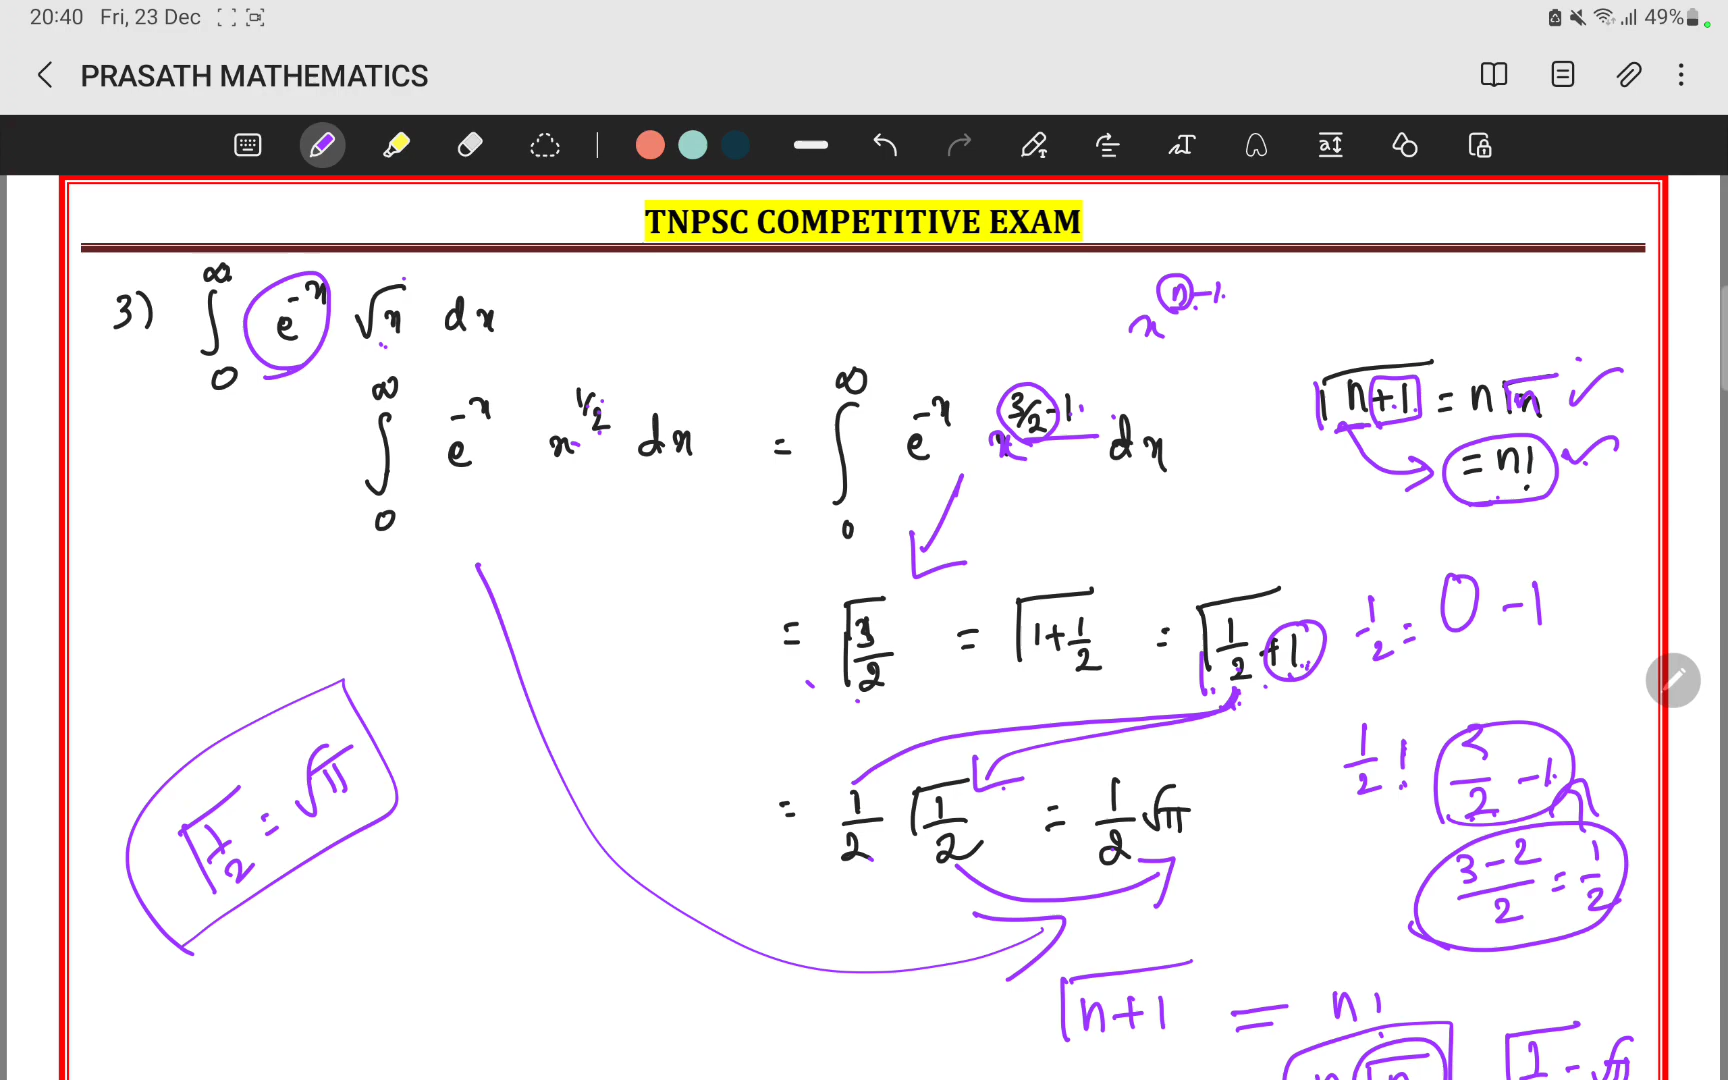 20:40 Fri, 23 Dec 49%
PRASATH MATHEMATICS
TNPSC COMPETITIVE EXAM
3) ∫₀^∞ e^-x √x dx
x^n-1
∫₀^∞ e^-x x^1/2 dx = ∫₀^∞ e^-x x^3/2-1 dx
Γn+1 = nΓn
= n!
= Γ3/2 = Γ1+1/2 = Γ1/2+1
1/2 = 0-1
1/2! 3/2 -1
= 1/2 Γ1/2 = 1/2 √π
Γ1/2 = √π
3-2/2 = 1/2
Γn+1 = n!
nΓn